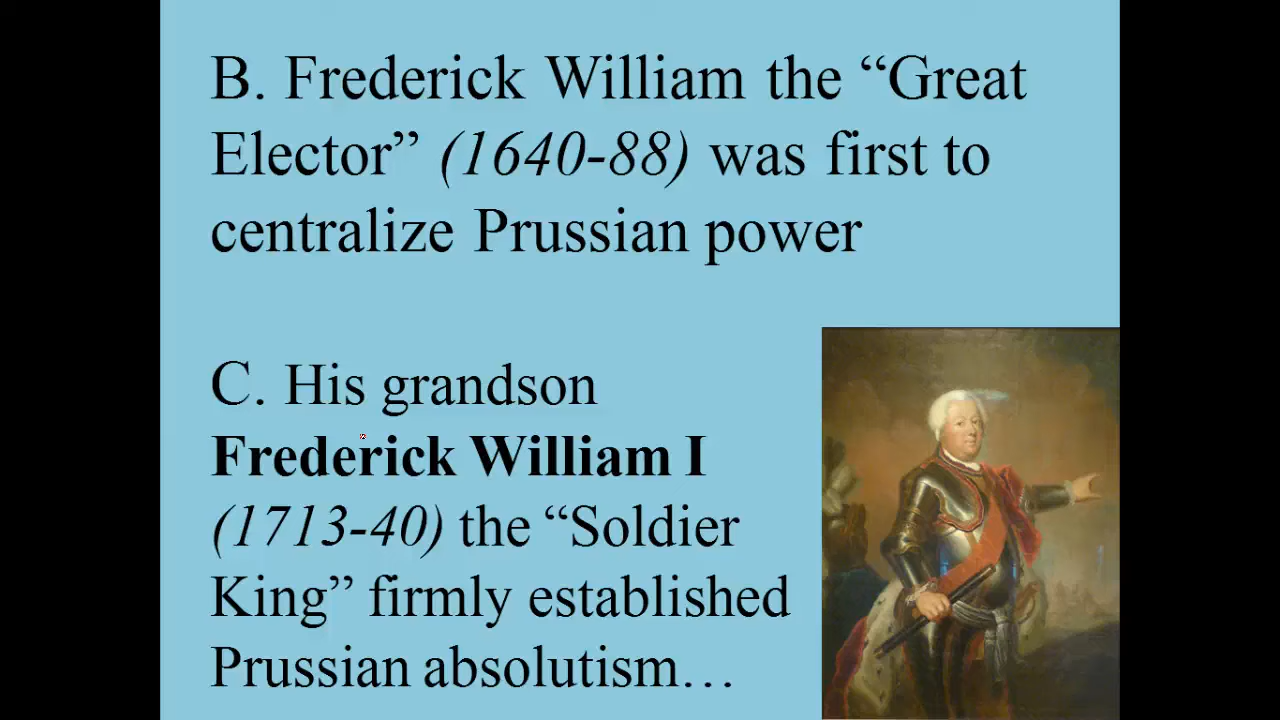 B. Frederick William the “Great
Elector” (1640-88) was first to
centralize Prussian power
C. His grandson
Frederick William I
(1713-40) the “Soldier
King” firmly established
Prussian absolutism…